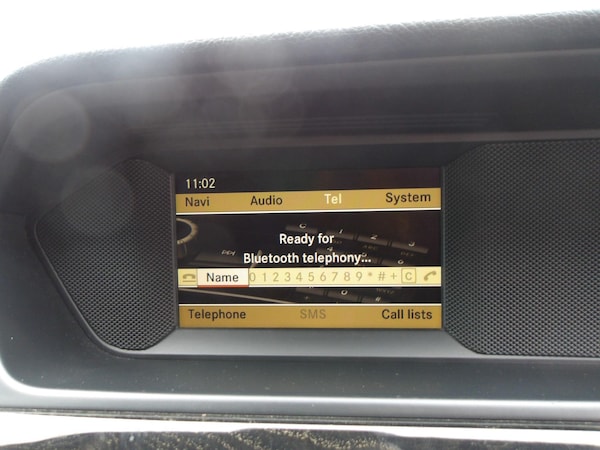 11:02
Navi Audio Tel System
Ready for
Bluetooth telephony...
Name 0 1 2 3 4 5 6 7 8 9 * # + C
Telephone SMS Call lists